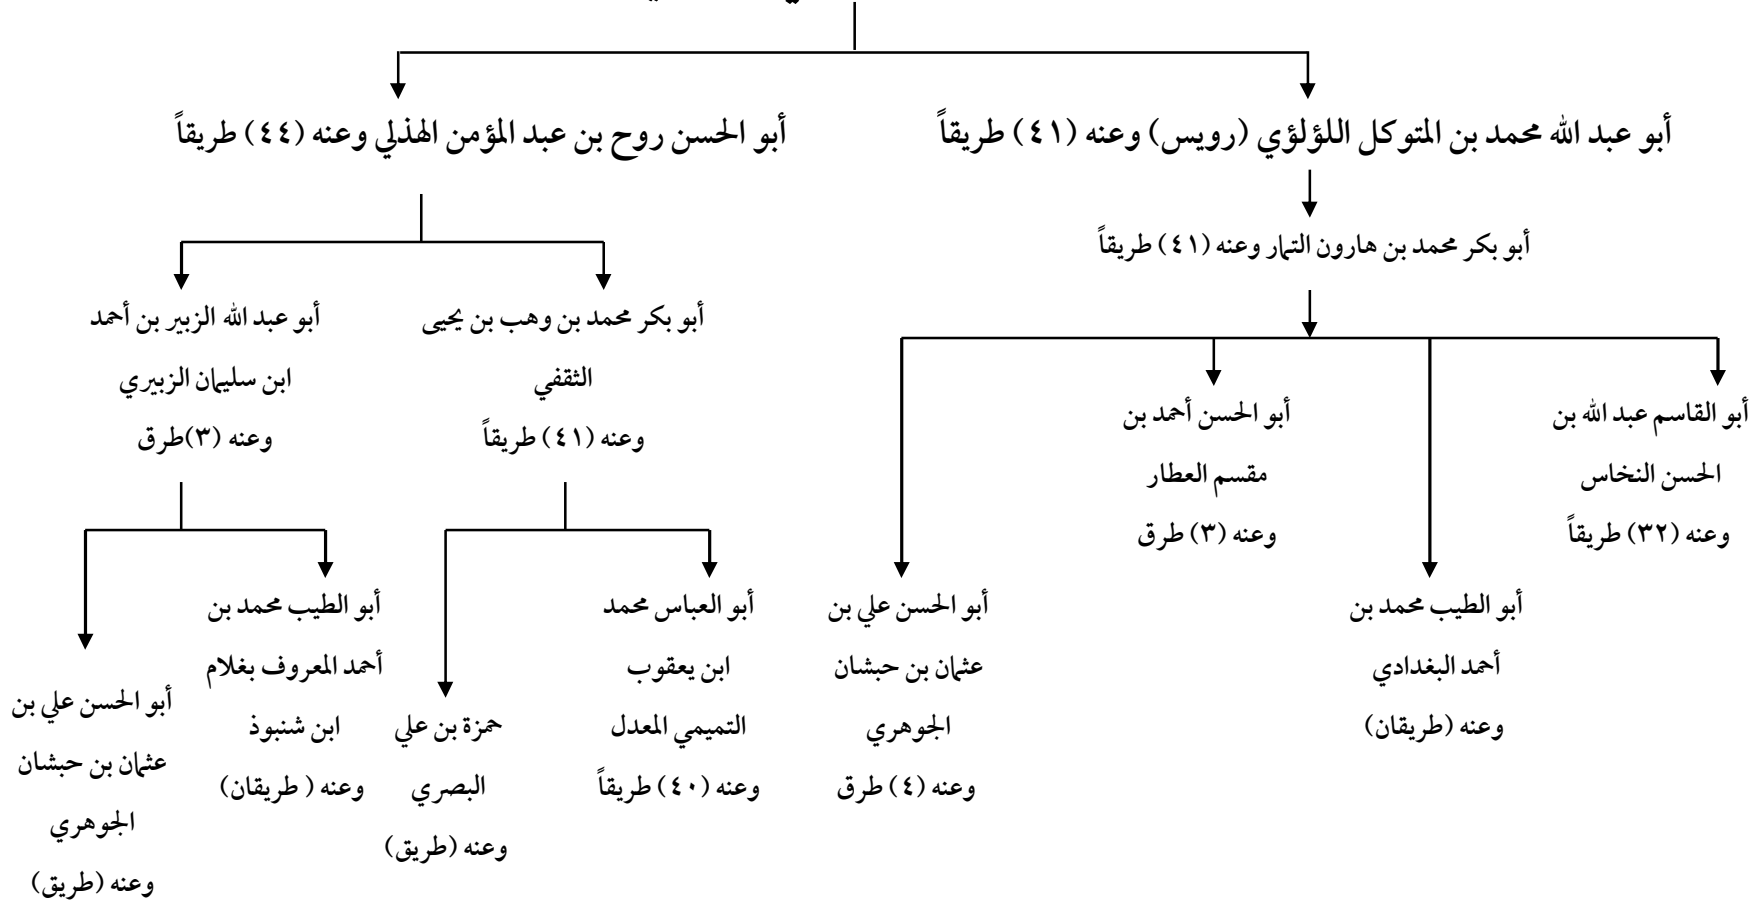 أبو عبد الله محمد بن المتوكل اللؤلؤي (رويس) وعنه (٤١) طريقاً
أبو الحسن روح بن عبد المؤمن الهذلي وعنه (٤٤) طريقاً
أبو بكر محمد بن هارون التمار وعنه (٤١) طريقاً
أبو القاسم عبد الله بن
الحسن النخاس
وعنه (٣٢) طريقاً
أبو الطيب محمد بن
أحمد البغدادي
وعنه (طريقان)
أبو الحسن أحمد بن
مقسم العطار
وعنه (٣) طرق
أبو الحسن علي بن
عثمان بن حبشان
الجوهري
وعنه (٤) طرق
أبو بكر محمد بن وهب بن يحيى
الثقفي
وعنه (٤١) طريقاً
أبو العباس محمد
ابن يعقوب
التميمي المعدل
وعنه (٤٠) طريقاً
حمزة بن علي
البصري
وعنه (طريق)
أبو عبد الله الزبير بن أحمد
ابن سليمان الزبيري
وعنه (٣)طرق
أبو الطيب محمد بن
أحمد المعروف بغلام
ابن شنبوذ
وعنه ( طريقان)
أبو الحسن علي بن
عثمان بن حبشان
الجوهري
وعنه (طريق)